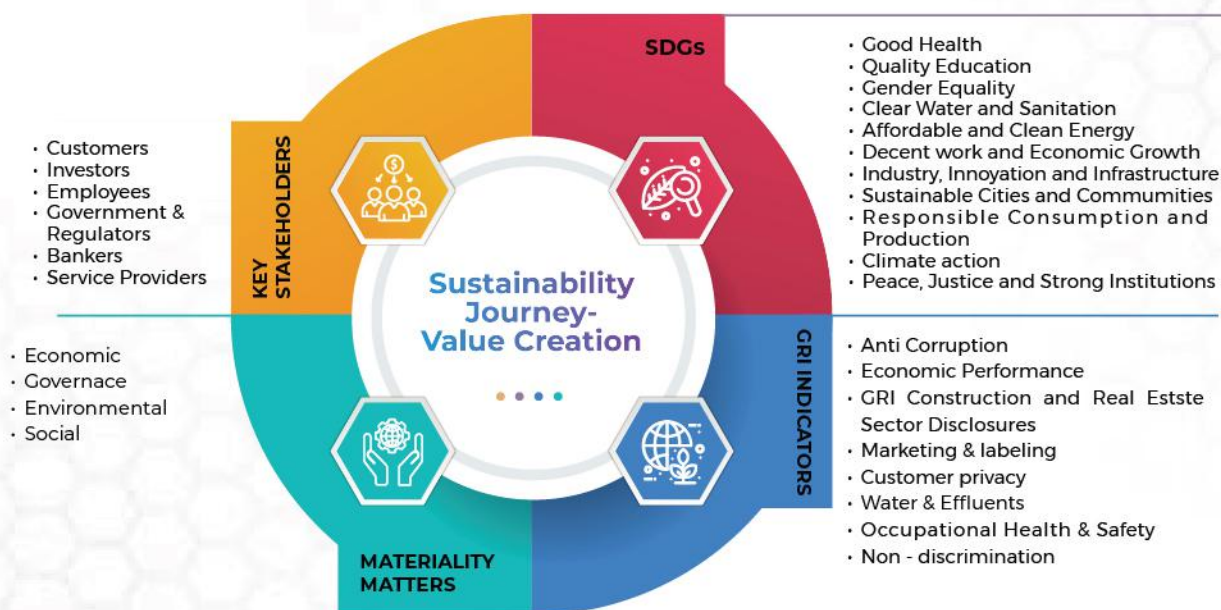 KEY
STAKEHOLDERS
• Customers
• Investors
• Employees
• Government &
Regulators
• Bankers
• Service Providers
SDGs
• Good Health
• Quality Education
• Gender Equality
• Clear Water and Sanitation
• Affordable and Clean Energy
• Decent work and Economic Growth
• Industry, Innoyation and Infrastructure
• Sustainable Cities and Commumities
• Responsible Consumption and
Production
• Climate action
• Peace, Justice and Strong Institutions
Sustainability
Journey-
Value Creation
MATERIALITY
MATTERS
• Economic
• Governace
• Environmental
• Social
GRI INDICATORS
• Anti Corruption
• Economic Performance
• GRI Construction and Real Estste
Sector Disclosures
• Marketing & labeling
• Customer privacy
• Water & Effluents
• Occupational Health & Safety
• Non - discrimination